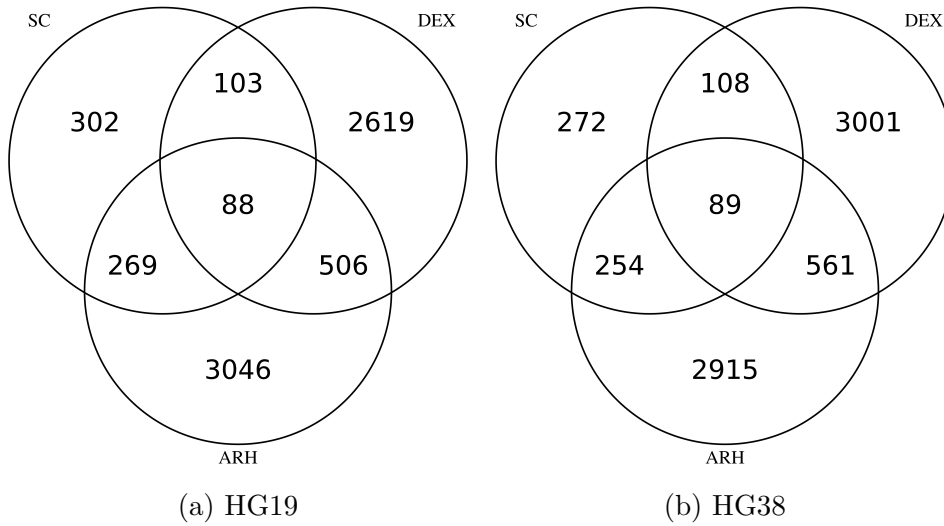 SC DEX SC DEX
103 108
302 2619 272 3001
88 89
269 506 254 561
3046 2915
ARH ARH
(a) HG19 (b) HG38